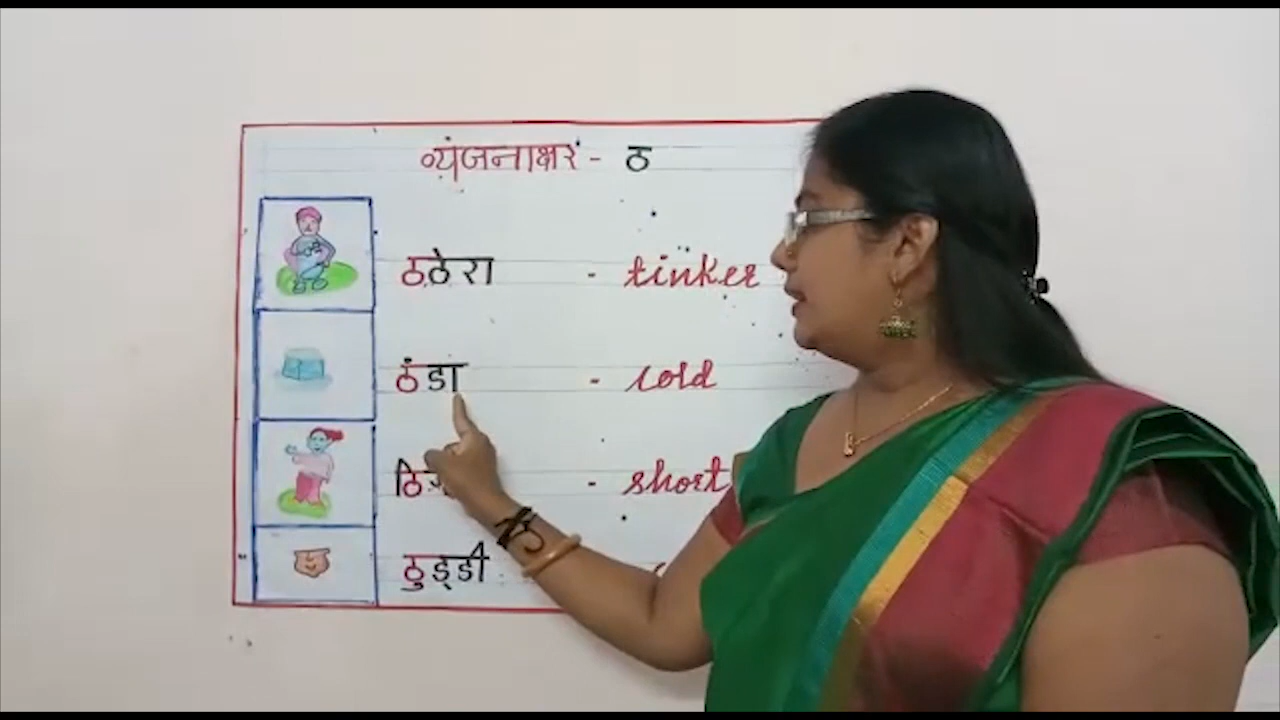 व्यंजनाक्षर - ठ
ठठेरा - tinker
ठंडा - cold
- short
ठुड्डी